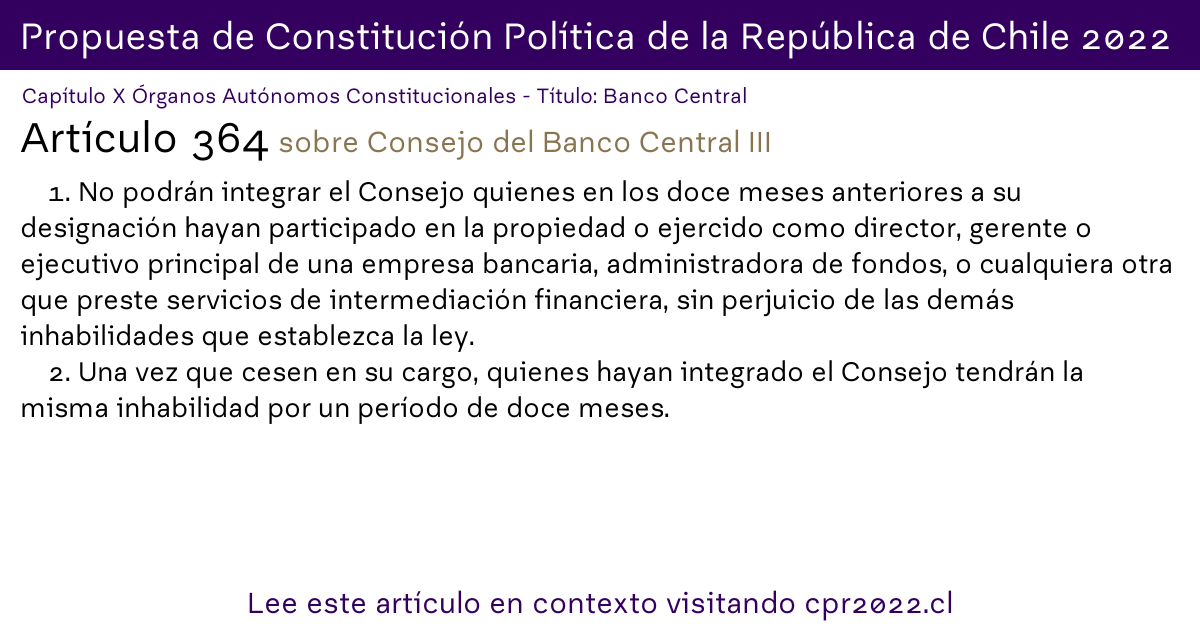 Propuesta de Constitución Política de la República de Chile 2022
Capítulo X Órganos Autónomos Constitucionales - Título: Banco Central
Artículo 364 sobre Consejo del Banco Central III
1. No podrán integrar el Consejo quienes en los doce meses anteriores a su
designación hayan participado en la propiedad o ejercido como director, gerente o
ejecutivo principal de una empresa bancaria, administradora de fondos, o cualquiera otra
que preste servicios de intermediación financiera, sin perjuicio de las demás
inhabilidades que establezca la ley.
2. Una vez que cesen en su cargo, quienes hayan integrado el Consejo tendrán la
misma inhabilidad por un período de doce meses.
Lee este artículo en contexto visitando cpr2022.cl